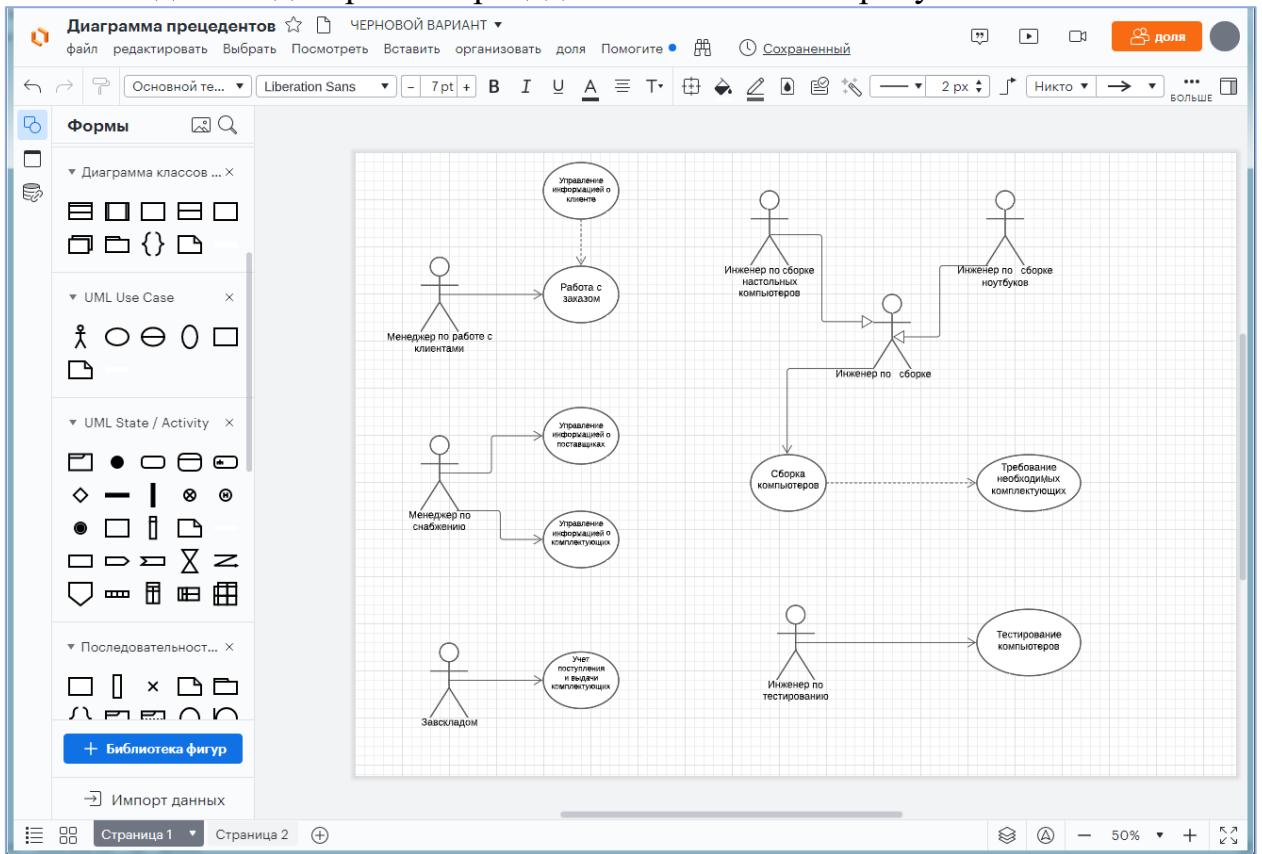 Диаграмма прецедентов
ЧЕРНОВОЙ ВАРИАНТ
файл редактировать Выбрать Посмотреть Вставить организовать доля Помогите
Сохраненный
доля
Основной те...
Liberation Sans
- 7 pt +
B I U A
T
2 px
Никто
БОЛЬШЕ
Формы
Диаграмма классов ...
UML Use Case
UML State / Activity
Последовательност...
+ Библиотека фигур
Импорт данных
Управление
информацией о
клиенте
Работа с
заказом
Менеджер по работе с
клиентами
Инженер по сборке
настольных
компьютеров
Инженер по сборке
ноутбуков
Инженер по сборке
Управление
информацией о
поставщиках
Менеджер по
снабжению
Управление
информацией о
комплектующих
Сборка
компьютеров
Требование
необходимых
комплектующих
Учет
поступления
и выдачи
комплектующих
Завскладом
Инженер по
тестированию
Тестирование
компьютеров
Страница 1
Страница 2
50%